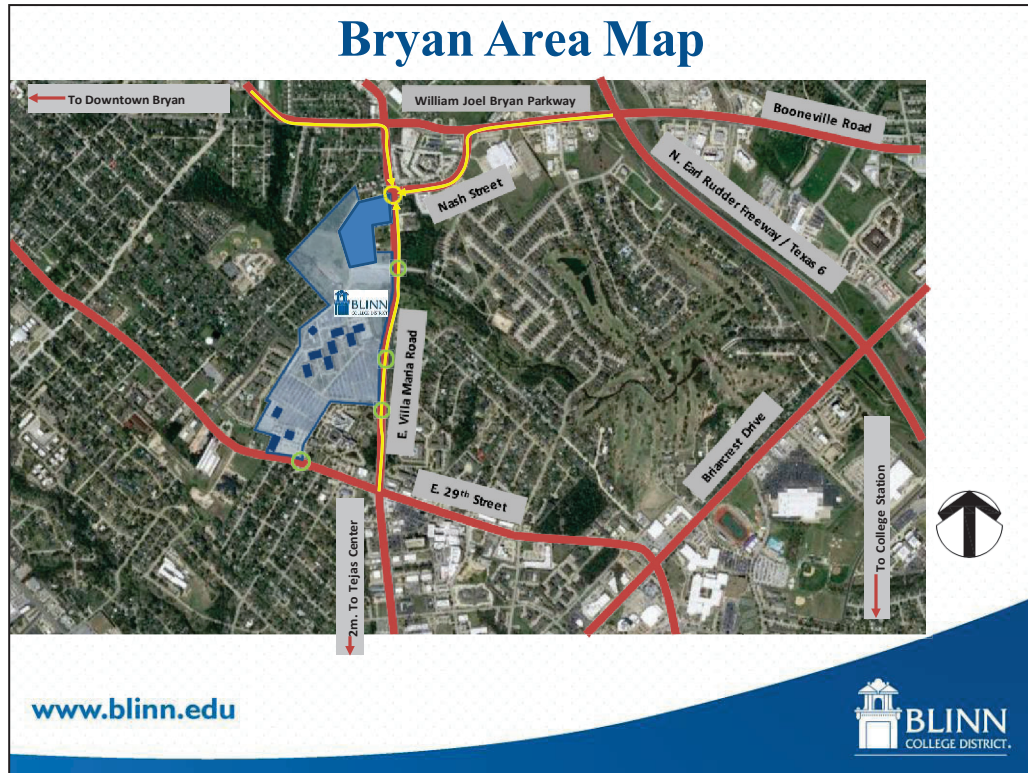 Bryan Area Map
To Downtown Bryan
William Joel Bryan Parkway
Booneville Road
Nash Street
N. Earl Rudder Freeway / Texas 6
BLINN
COLLEGE DISTRICT
E. Villa Maria Road
Briarcrest Drive
E. 29th Street
To College Station
2m. To Tejas Center
www.blinn.edu
BLINN
COLLEGE DISTRICT.